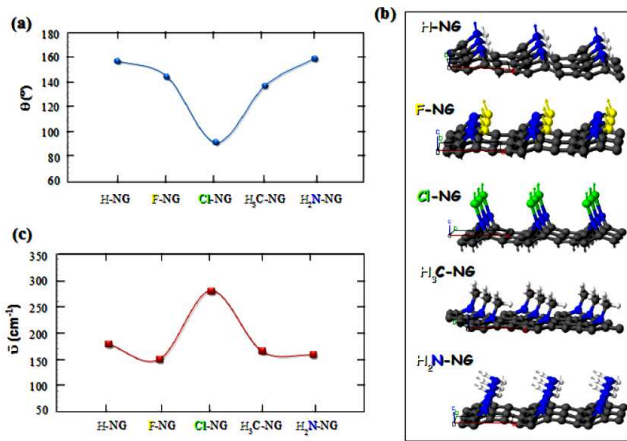 (a)
θ (º)
180
160
140
120
100
80
60
H-NG F-NG Cl-NG H₃C-NG H₂N-NG
(c)
ῡ (cm⁻¹)
350
300
250
200
150
100
50
H-NG F-NG Cl-NG H₃C-NG H₂N-NG
(b)
H-NG
F-NG
Cl-NG
H₃C-NG
H₂N-NG